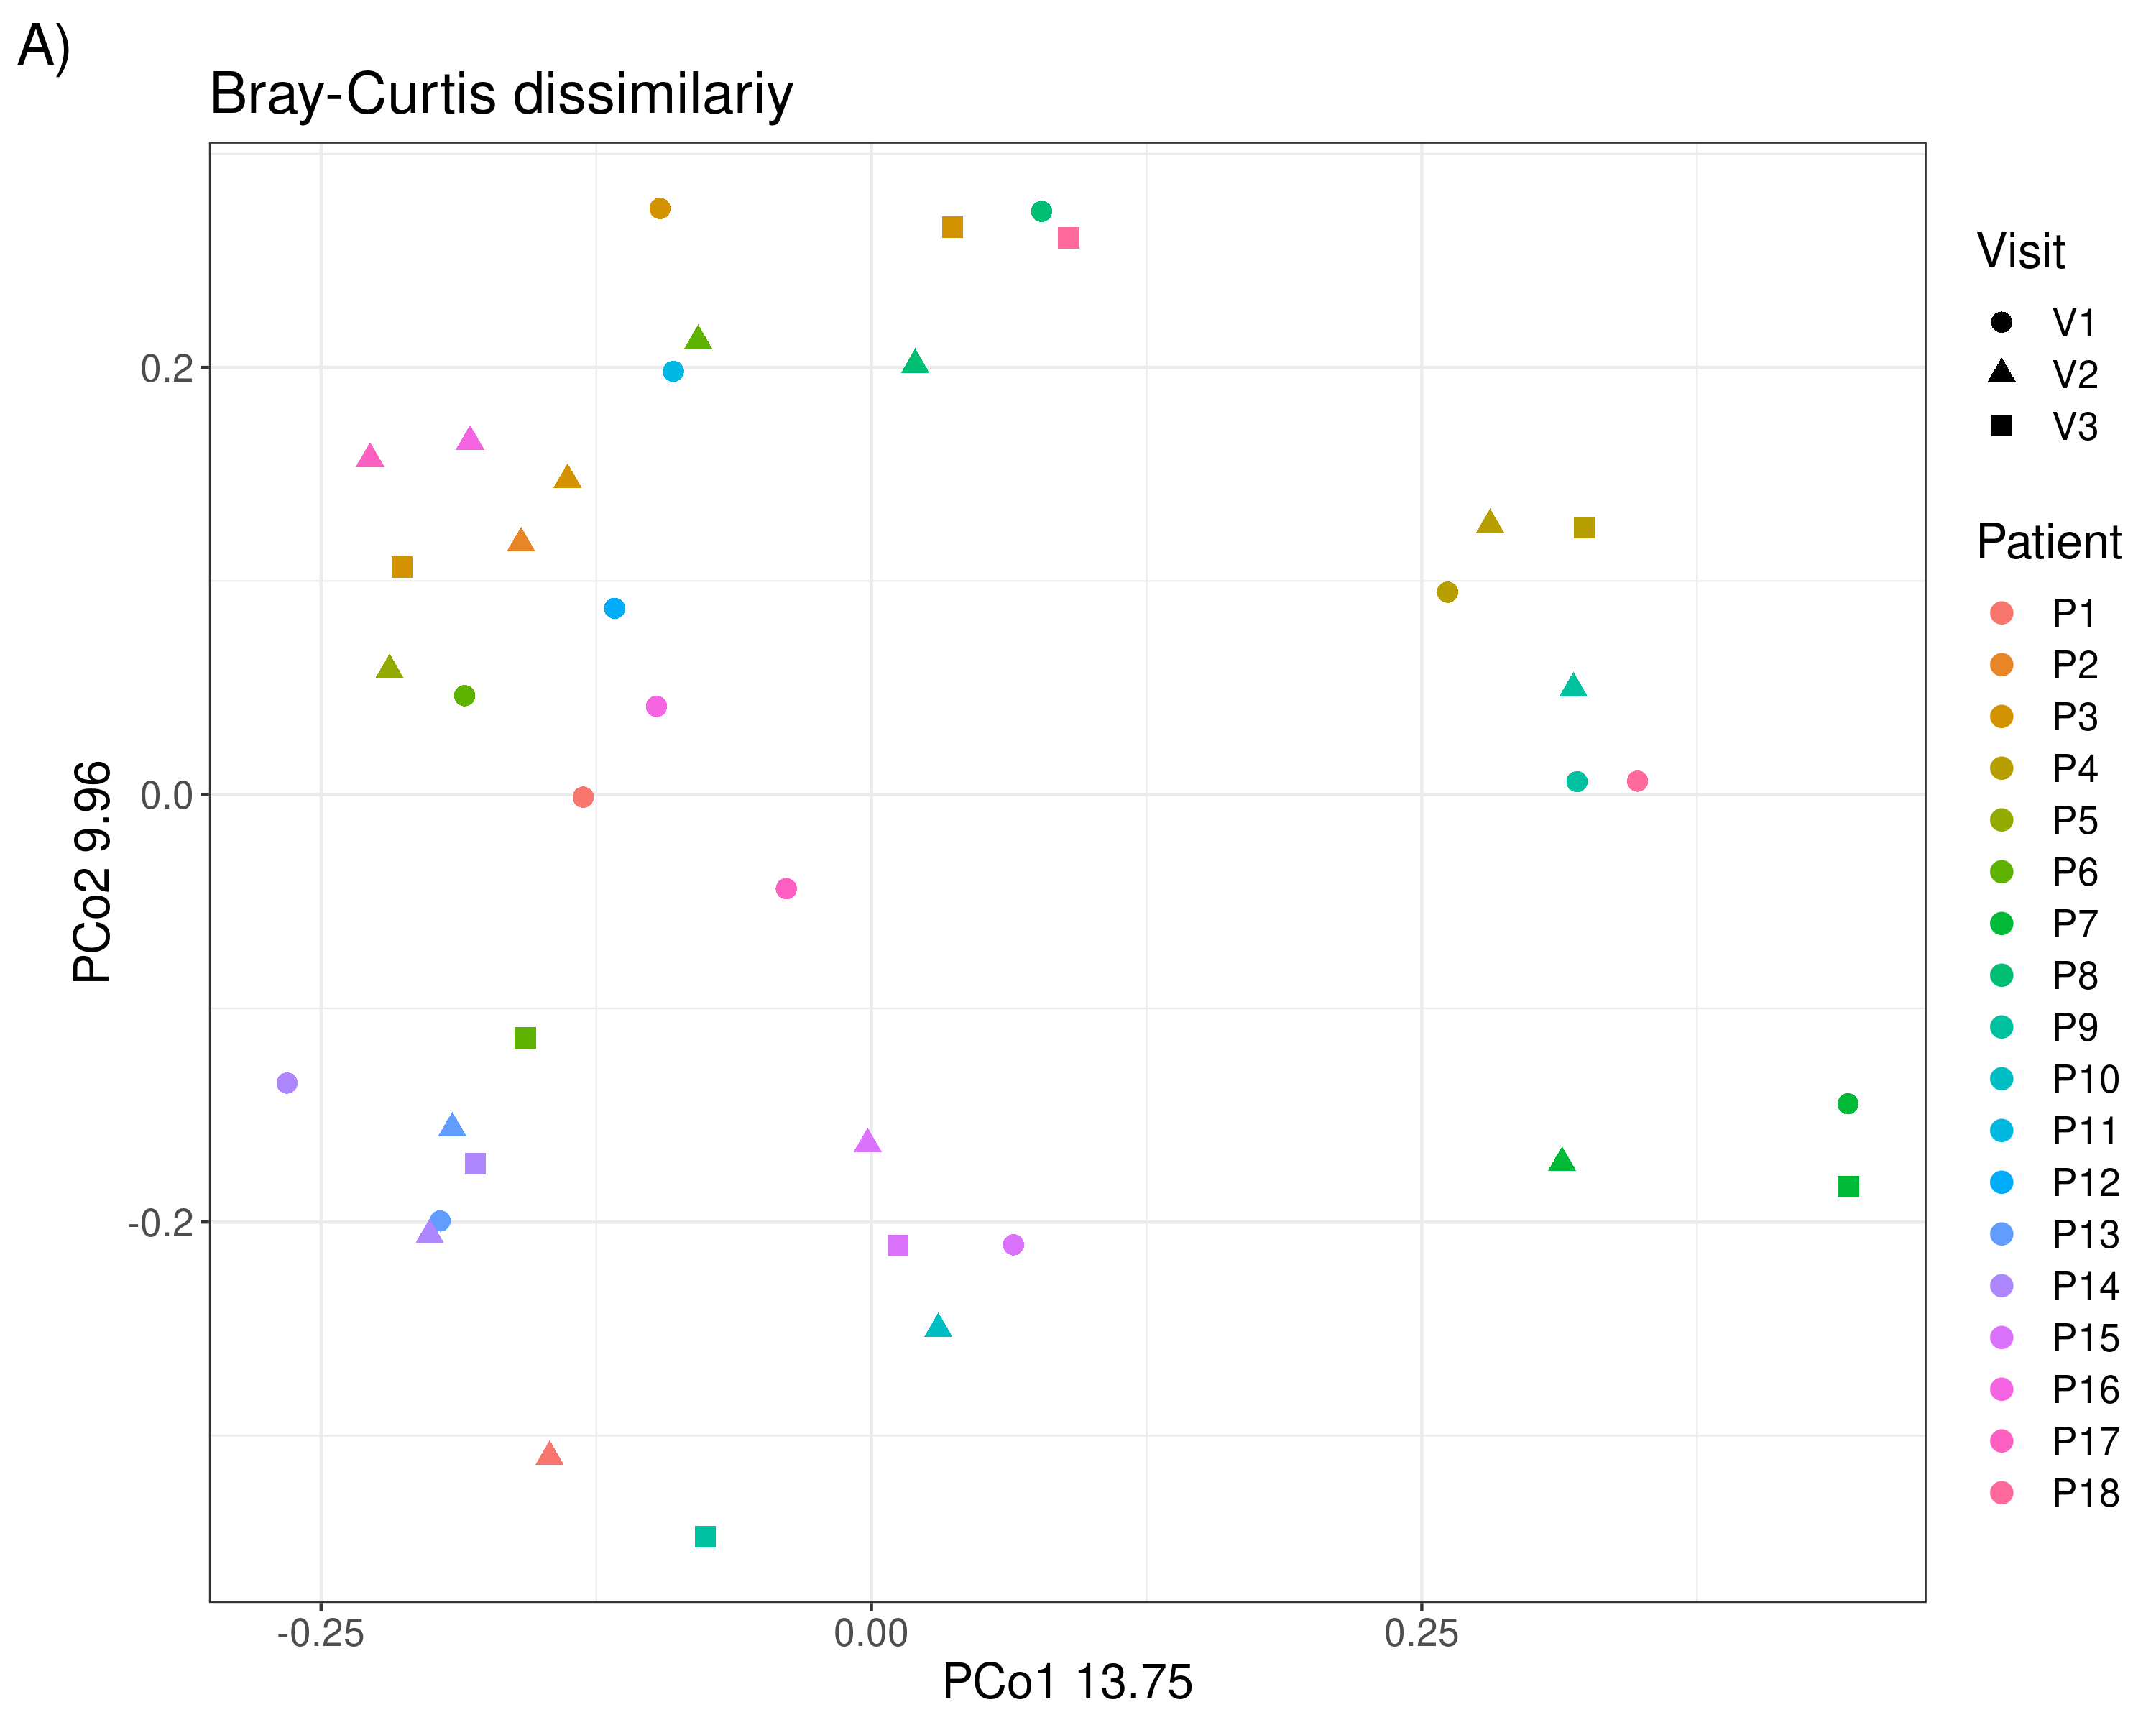 A)
Bray-Curtis dissimilariy
PCo2 9.96
0.2
0.0
-0.2
-0.25
0.00
0.25
PCo1 13.75
Visit
V1
V2
V3
Patient
P1
P2
P3
P4
P5
P6
P7
P8
P9
P10
P11
P12
P13
P14
P15
P16
P17
P18